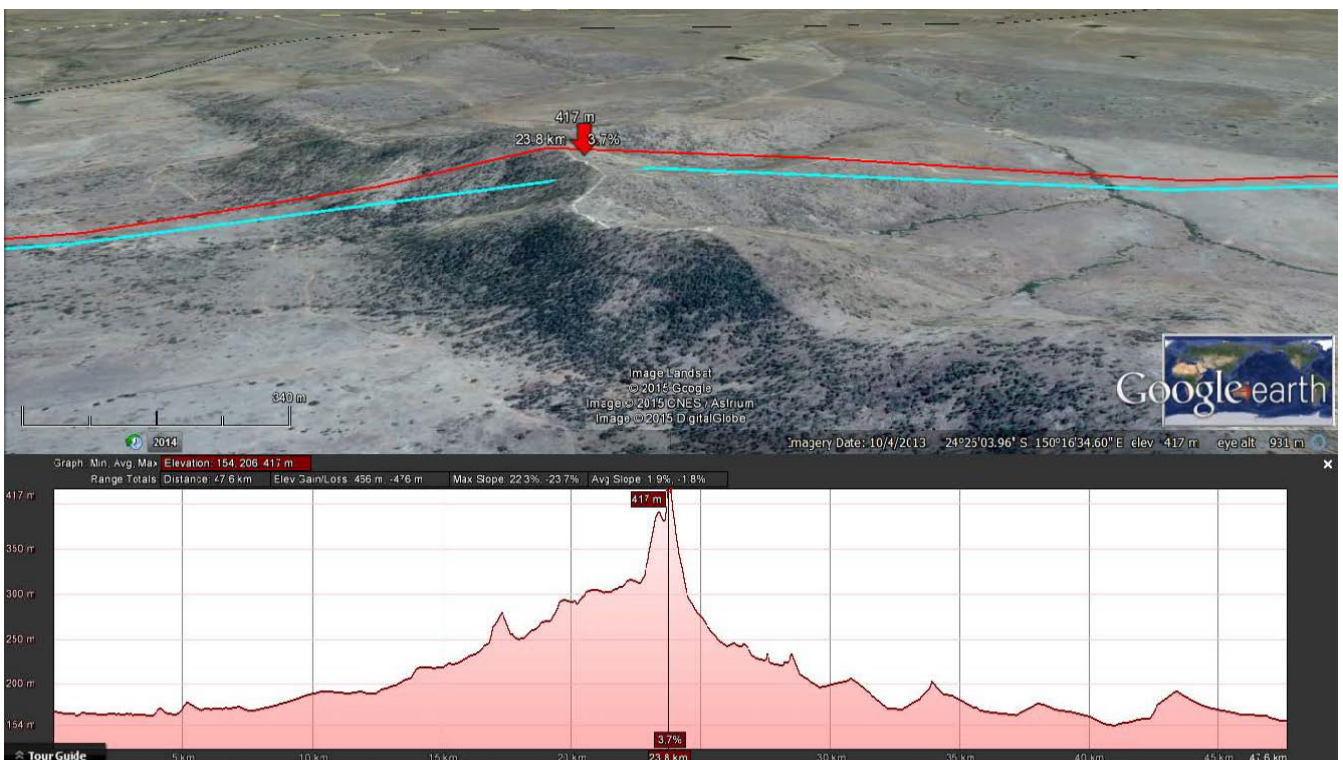 417 m
23.8 km 3.7%
Image Landsat
© 2015 Google
Image © 2015 CNES / Astrium
Image © 2015 DigitalGlobe
340 m
Google earth
2014
Imagery Date: 10/4/2013 24°25'03.96" S 150°16'34.60" E elev 417 m eye alt 931 m
Graph: Min, Avg, Max Elevation: 154, 206 417 m
Range Totals: Distance: 47.6 km Elev Gain/Loss: 456 m, -476 m Max Slope: 22.3%, -23.7% Avg Slope: 1.9%, -1.8%
417 m
417 m
350 m
300 m
250 m
200 m
154 m
3.7%
Tour Guide 5 km 10 km 15 km 20 km 23.8 km 30 km 35 km 40 km 45 km 47.6 km